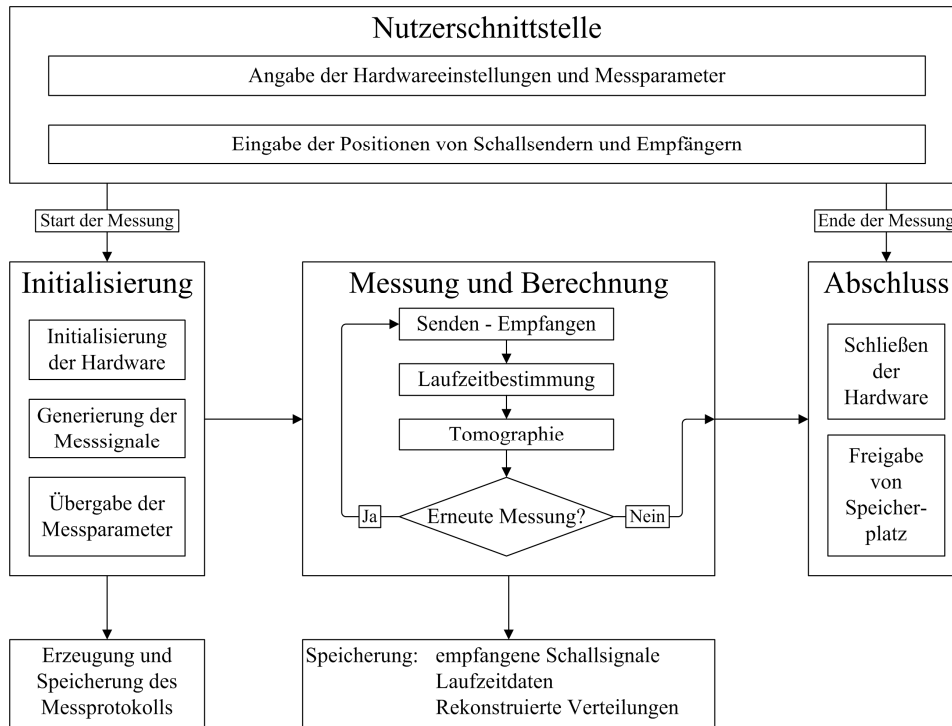 Nutzerschnittstelle
Angabe der Hardwareeinstellungen und Messparameter
Eingabe der Positionen von Schallsendern und Empfängern
Start der Messung
Ende der Messung
Initialisierung
Initialisierung
der Hardware
Generierung der
Messsignale
Übergabe der
Messparameter
Messung und Berechnung
Senden - Empfangen
Laufzeitbestimmung
Tomographie
Erneute Messung?
Ja
Nein
Abschluss
Schließen
der
Hardware
Freigabe
von
Speicher-
platz
Erzeugung und
Speicherung des
Messprotokolls
Speicherung: empfangene Schallsignale
Laufzeitdaten
Rekonstruierte Verteilungen